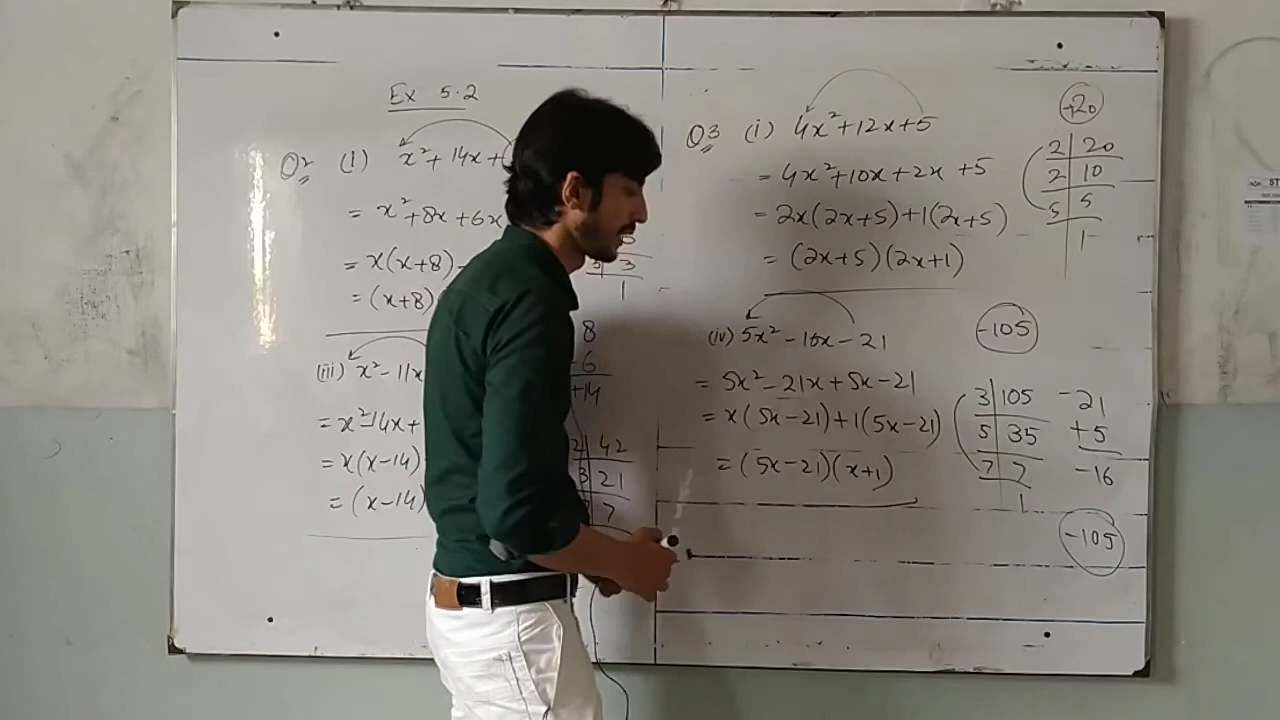 Ex 5.2
Q2 (i) x²+ 14x+
= x²+8x+6x
= x(x+8)
= (x+8)
3
1
8
6
+14
(iii) x²- 11x
= x²-14x+
= x(x-14)
= (x-14)
2 42
3 21
7
Q3 (i) 4x²+12x+5
= 4x²+10x+2x +5
= 2x(2x+5)+1(2x+5)
= (2x+5)(2x+1)
+20
2 20
2 10
5 5
1
(iv) 5x²-16x-21
= 5x²-21x+5x-21
= x(5x-21)+1(5x-21)
= (5x-21)(x+1)
-105
3 105
5 35
7 7
1
-21
+5
-16
-105